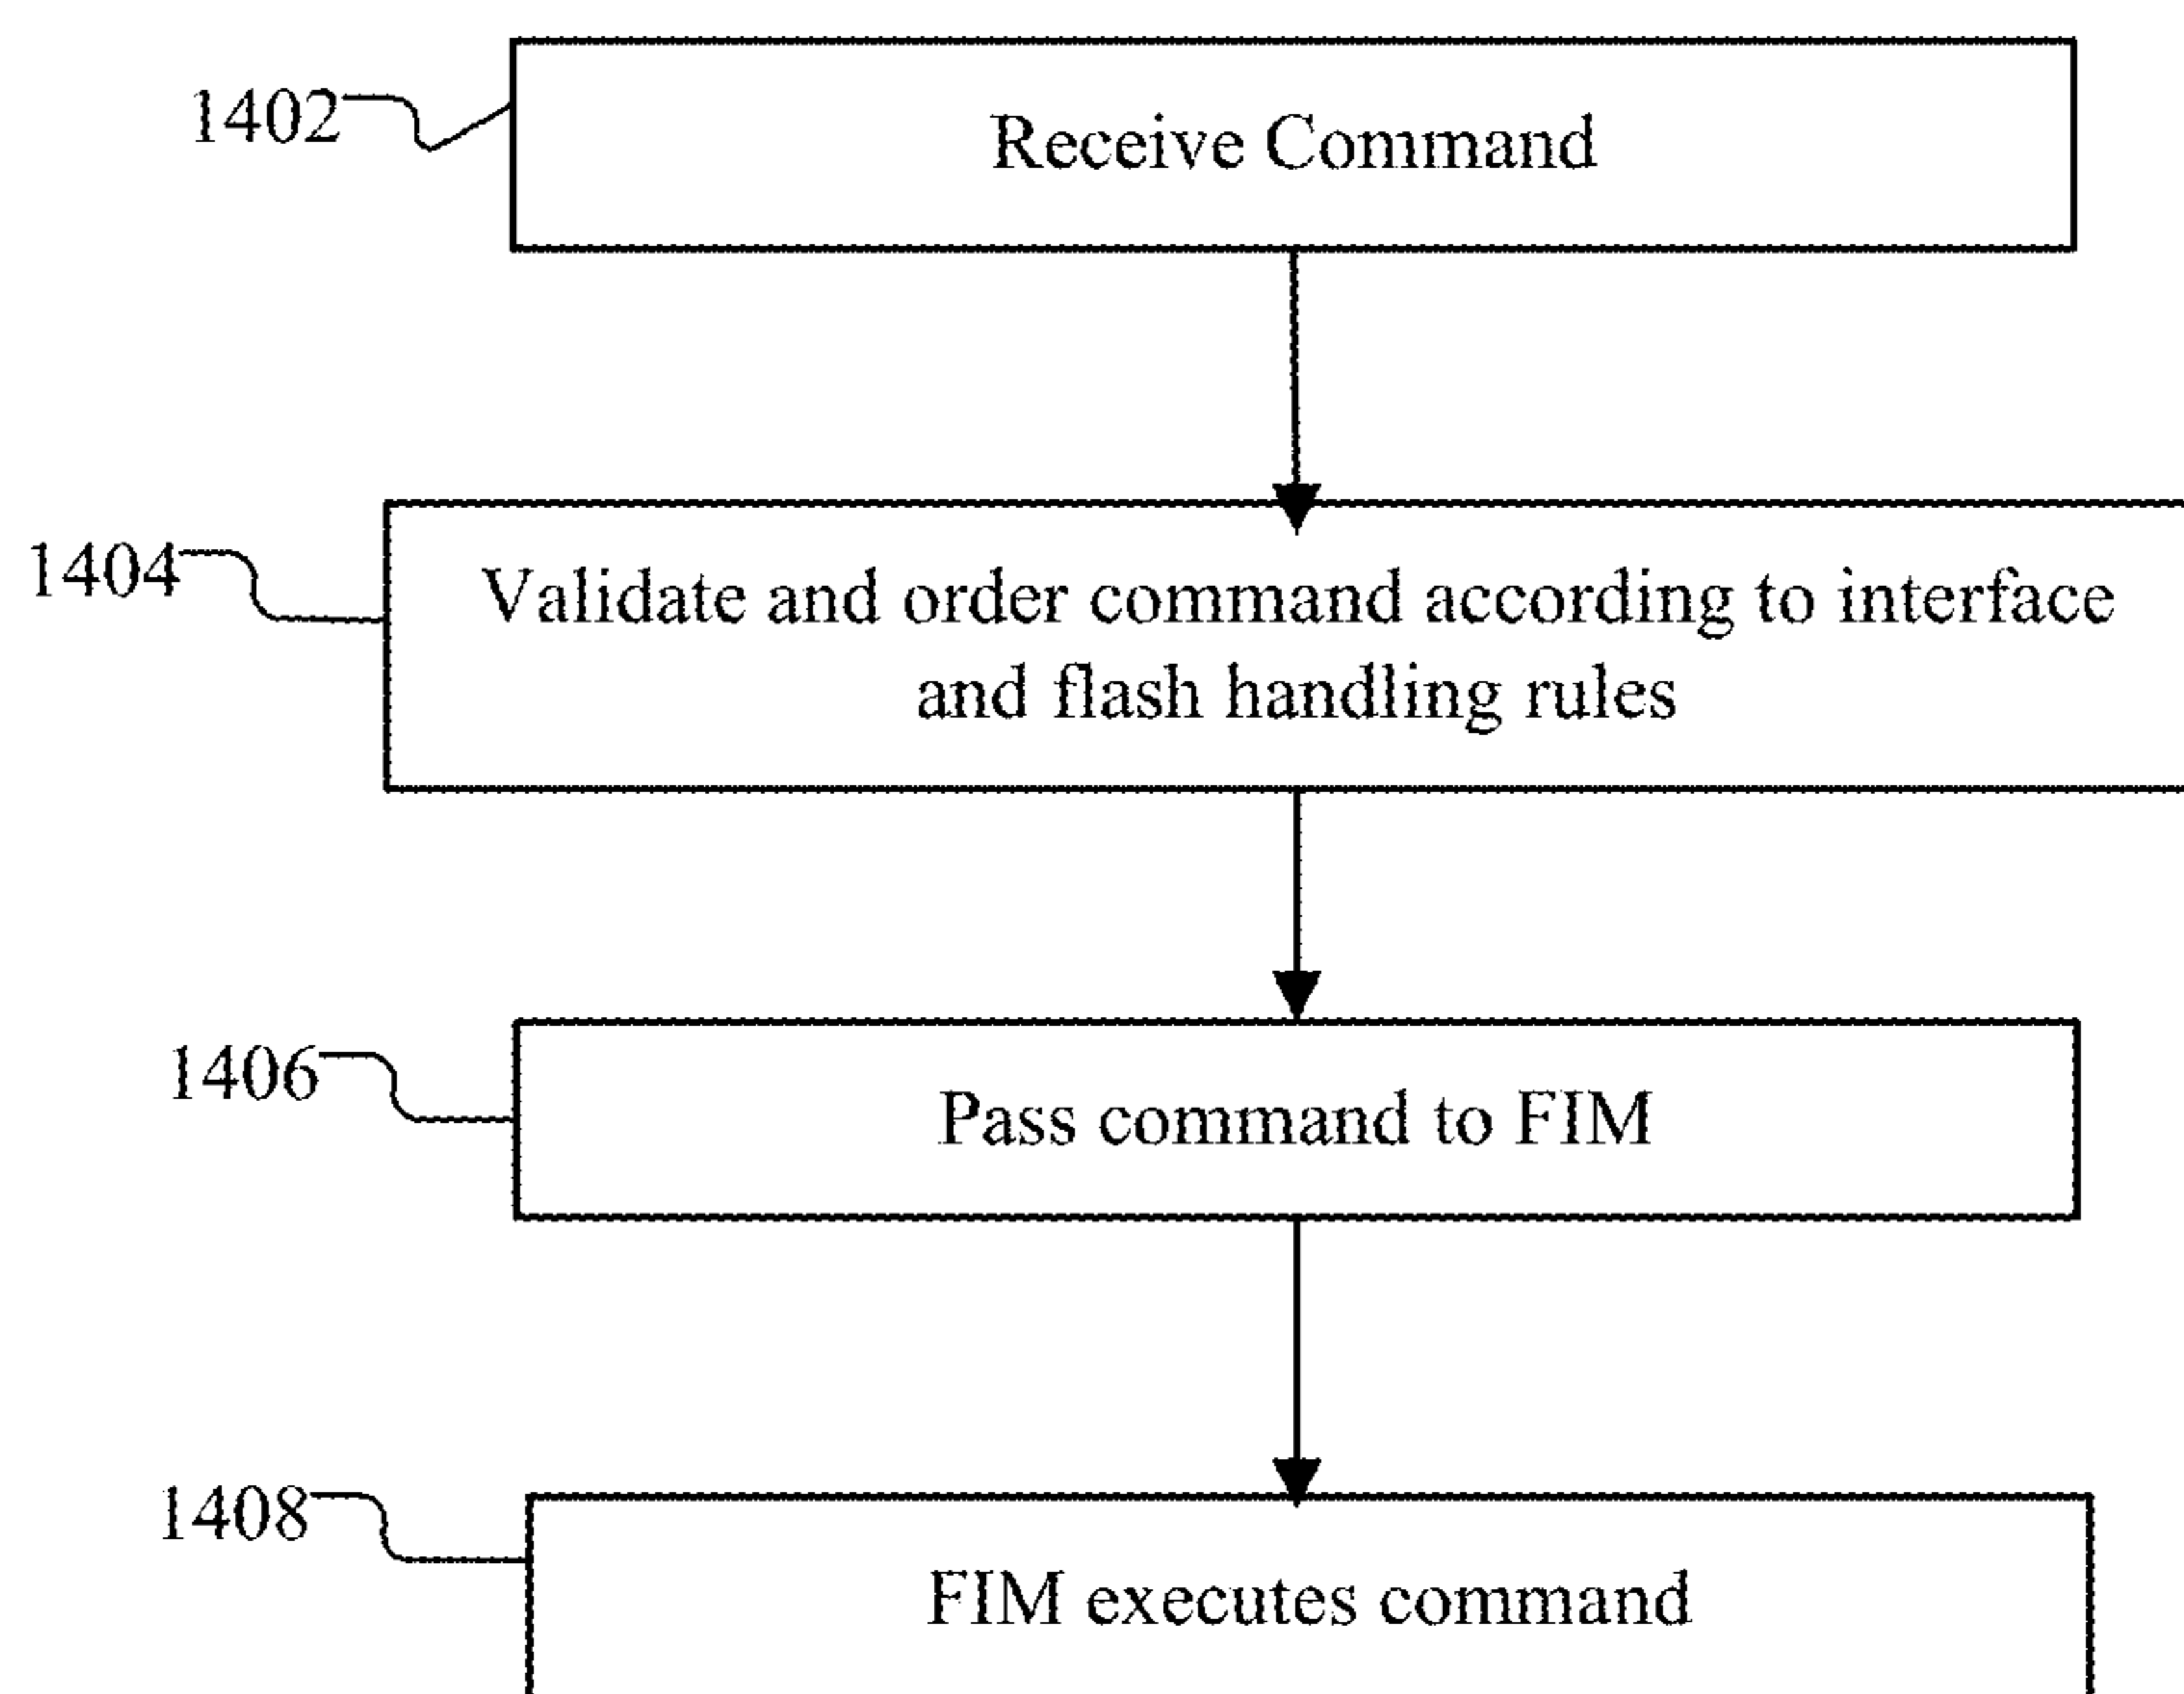 1402
Receive Command
1404
Validate and order command according to interface
and flash handling rules
1406
Pass command to FIM
1408
FIM executes command